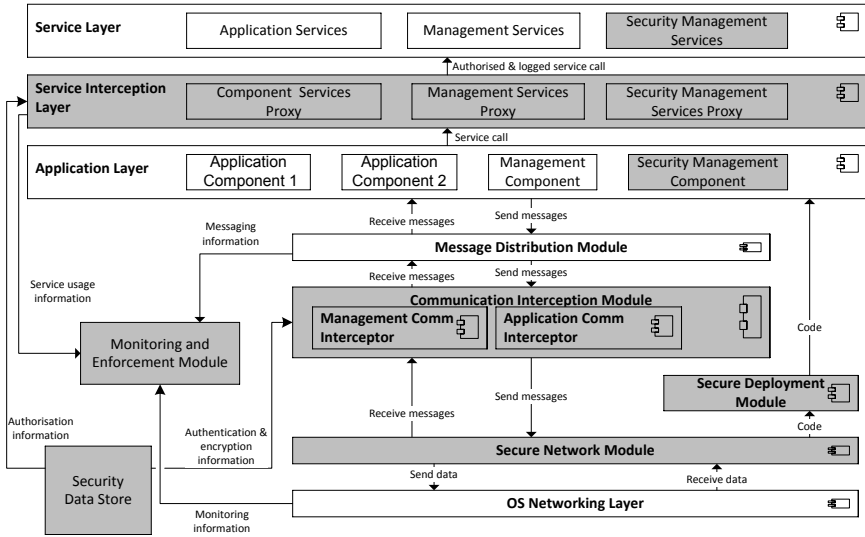 Service Layer
Application Services
Management Services
Security Management
Services
Authorised & logged service call
Service Interception
Layer
Component Services
Proxy
Management Services
Proxy
Security Management
Services Proxy
Service call
Application Layer
Application
Component 1
Application
Component 2
Management
Component
Security Management
Component
Messaging
information
Receive messages
Send messages
Message Distribution Module
Service usage
information
Receive messages
Send messages
Communication Interception Module
Management Comm
Interceptor
Application Comm
Interceptor
Monitoring and
Enforcement Module
Code
Secure Deployment
Module
Receive messages
Send messages
Code
Authorisation
information
Authentication &
encryption
information
Secure Network Module
Security
Data Store
Send data
Receive data
Monitoring
information
OS Networking Layer